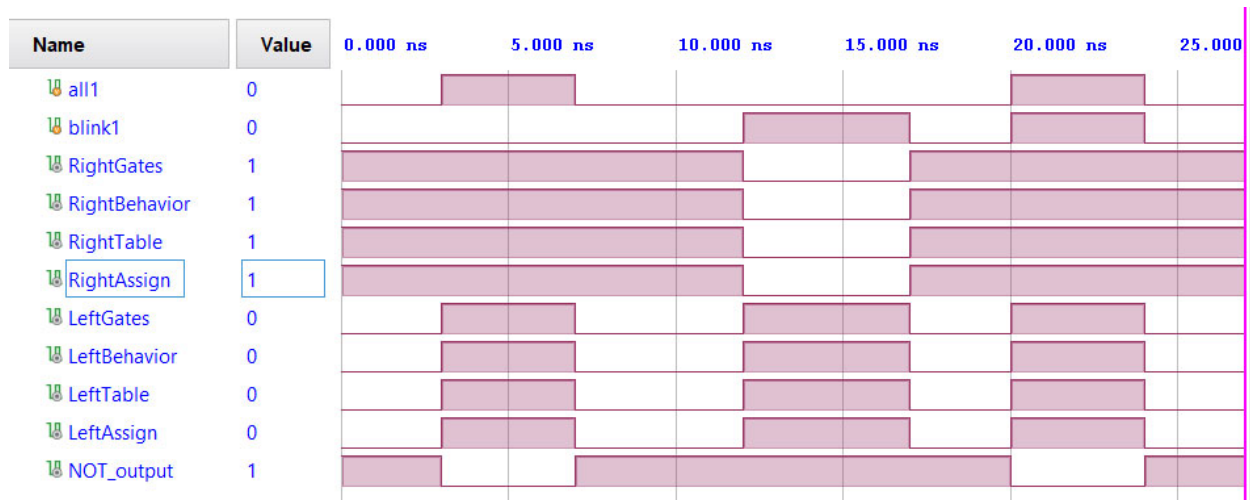 Name Value 0.000 ns 5.000 ns 10.000 ns 15.000 ns 20.000 ns 25.000
all1 0
blink1 0
RightGates 1
RightBehavior 1
RightTable 1
RightAssign 1
LeftGates 0
LeftBehavior 0
LeftTable 0
LeftAssign 0
NOT_output 1